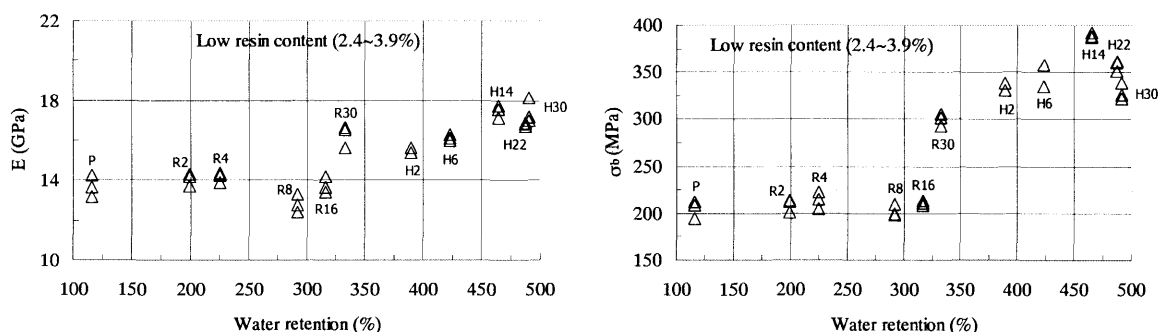 22
18
14
10
E (GPa)
Low resin content (2.4~3.9%)
P
R2
R4
R8
R16
R30
H2
H6
H14
H22
H30
100 150 200 250 300 350 400 450 500
Water retention (%)
400
350
300
250
200
150
σb (MPa)
Low resin content (2.4~3.9%)
P
R2
R4
R8
R16
R30
H2
H6
H14
H22
H30
100 150 200 250 300 350 400 450 500
Water retention (%)